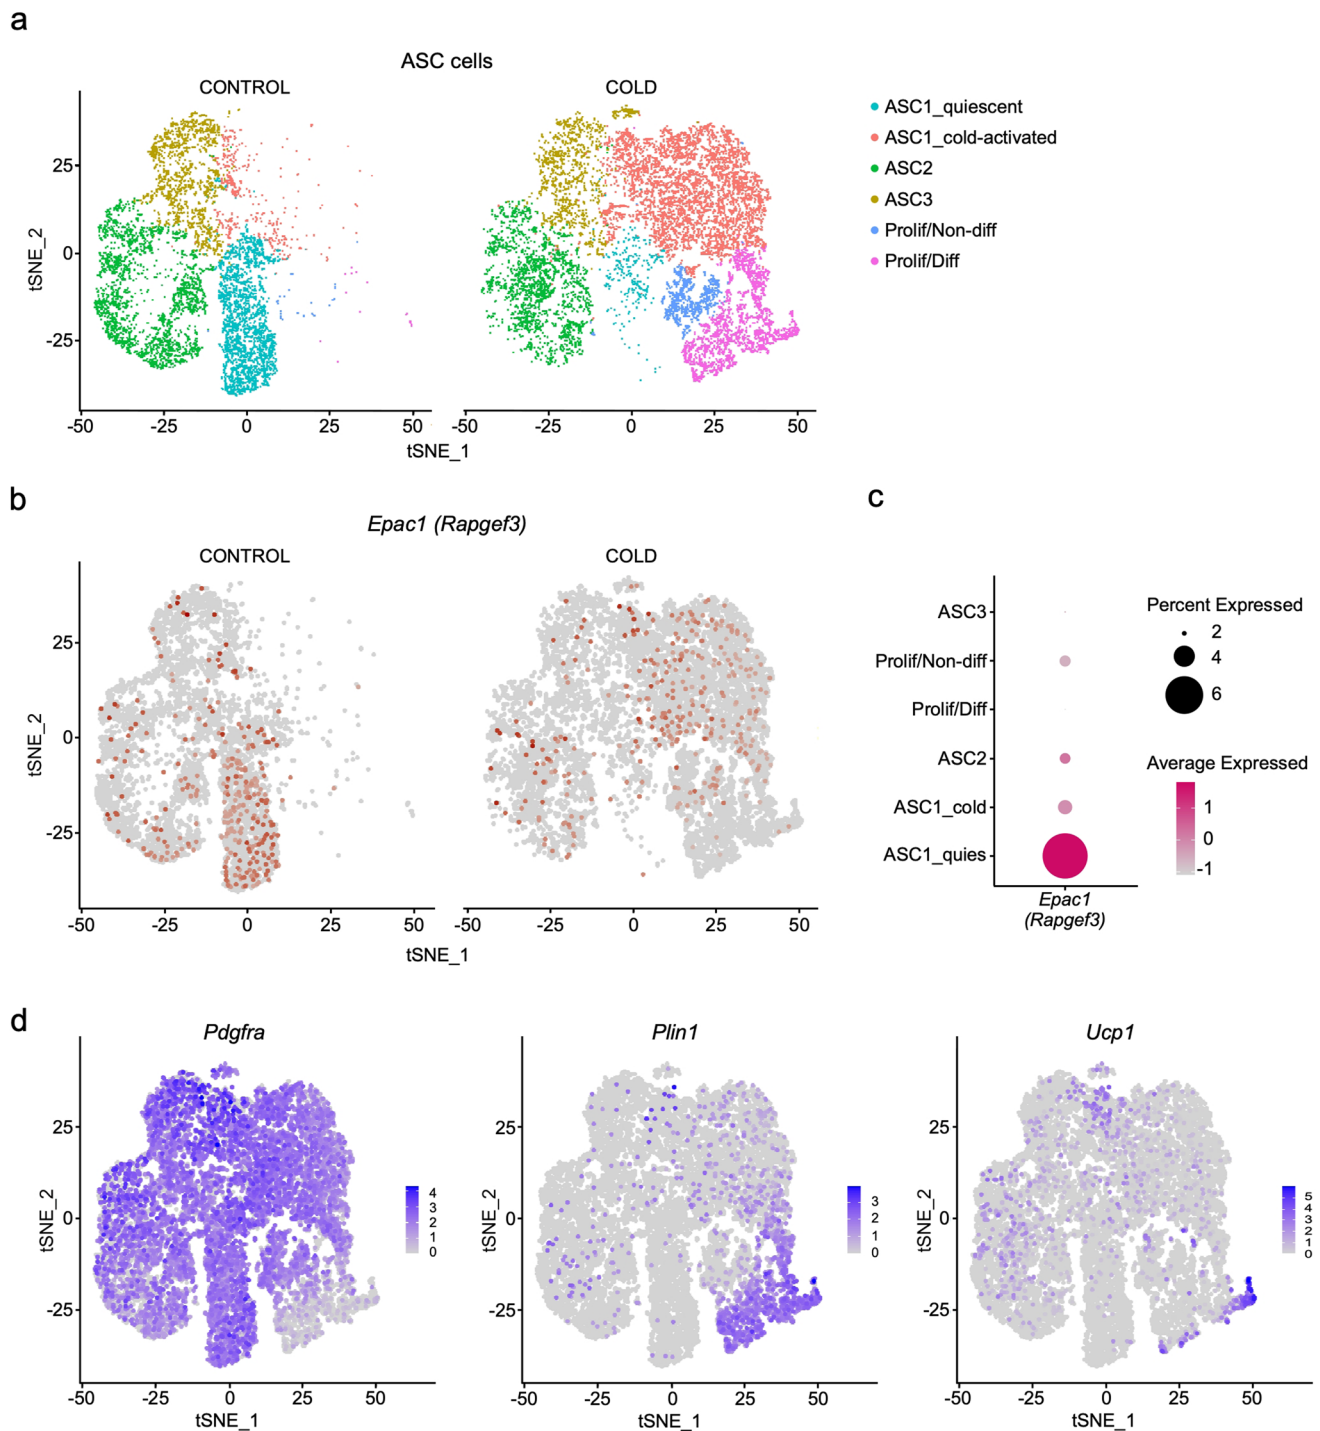 a
ASC cells
CONTROL
COLD
ASC1_quiescent
ASC1_cold-activated
ASC2
ASC3
Prolif/Non-diff
Prolif/Diff
tSNE_2
25
0
-25
-50 -25 0 25 50
-50 -25 0 25 50
tSNE_1
b
Epac1 (Rapgef3)
CONTROL
COLD
tSNE_2
25
0
-25
-50 -25 0 25 50
-50 -25 0 25 50
tSNE_1
c
ASC3
Prolif/Non-diff
Prolif/Diff
ASC2
ASC1_cold
ASC1_quies
Epac1
(Rapgef3)
Percent Expressed
2
4
6
Average Expressed
1
0
-1
d
Pdgfra
tSNE_2
25
0
-25
-50 -25 0 25 50
tSNE_1
4
3
2
1
0
Plin1
tSNE_2
25
0
-25
-50 -25 0 25 50
tSNE_1
3
2
1
0
Ucp1
tSNE_2
25
0
-25
-50 -25 0 25 50
tSNE_1
5
4
3
2
1
0